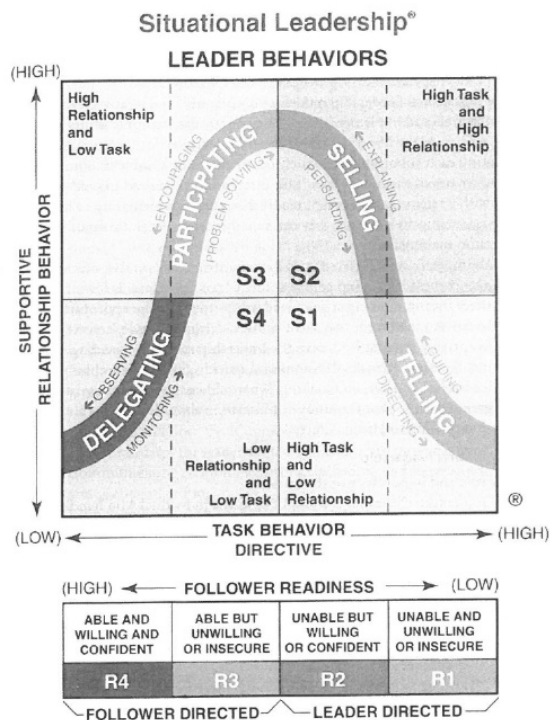 Situational Leadership®
LEADER BEHAVIORS
(HIGH)
High
Relationship
and
Low Task
High Task
and
High
Relationship
SUPPORTIVE
RELATIONSHIP BEHAVIOR
← ENCOURAGING
PARTICIPATING
PROBLEM SOLVING →
← EXPLAINING
SELLING
PERSUADING →
S3 S2
S4 S1
← OBSERVING
DELEGATING
MONITORING →
← GUIDING
TELLING
DIRECTING →
Low
Relationship
and
Low Task
High Task
and
Low
Relationship
®
(LOW) TASK BEHAVIOR (HIGH)
DIRECTIVE
(HIGH) ← FOLLOWER READINESS → (LOW)
ABLE AND
WILLING AND
CONFIDENT
ABLE BUT
UNWILLING
OR INSECURE
UNABLE BUT
WILLING
OR CONFIDENT
UNABLE AND
UNWILLING
OR INSECURE
R4 R3 R2 R1
FOLLOWER DIRECTED LEADER DIRECTED